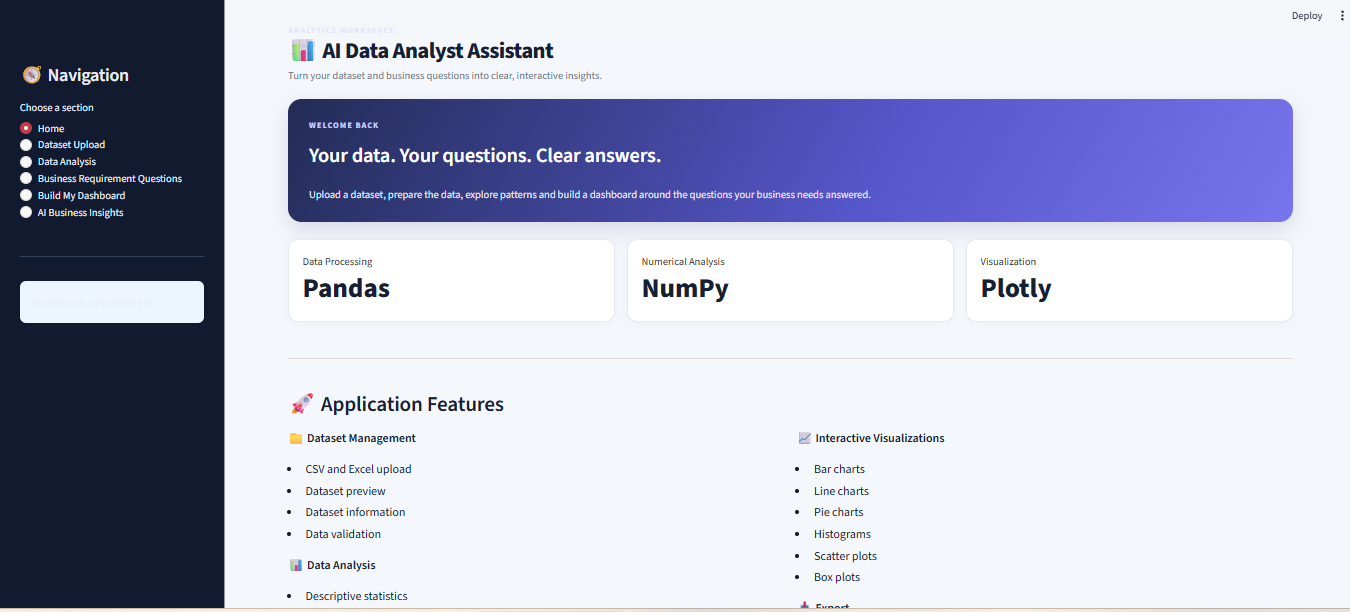 Deploy
Navigation
Choose a section
Home
Dataset Upload
Data Analysis
Business Requirement Questions
Build My Dashboard
AI Business Insights
No dataset uploaded yet.
ANALYTICS WORKSPACE
AI Data Analyst Assistant
Turn your dataset and business questions into clear, interactive insights.
WELCOME BACK
Your data. Your questions. Clear answers.
Upload a dataset, prepare the data, explore patterns and build a dashboard around the questions your business needs answered.
Data Processing
Pandas
Numerical Analysis
NumPy
Visualization
Plotly
Application Features
Dataset Management
CSV and Excel upload
Dataset preview
Dataset information
Data validation
Data Analysis
Descriptive statistics
Interactive Visualizations
Bar charts
Line charts
Pie charts
Histograms
Scatter plots
Box plots
Export